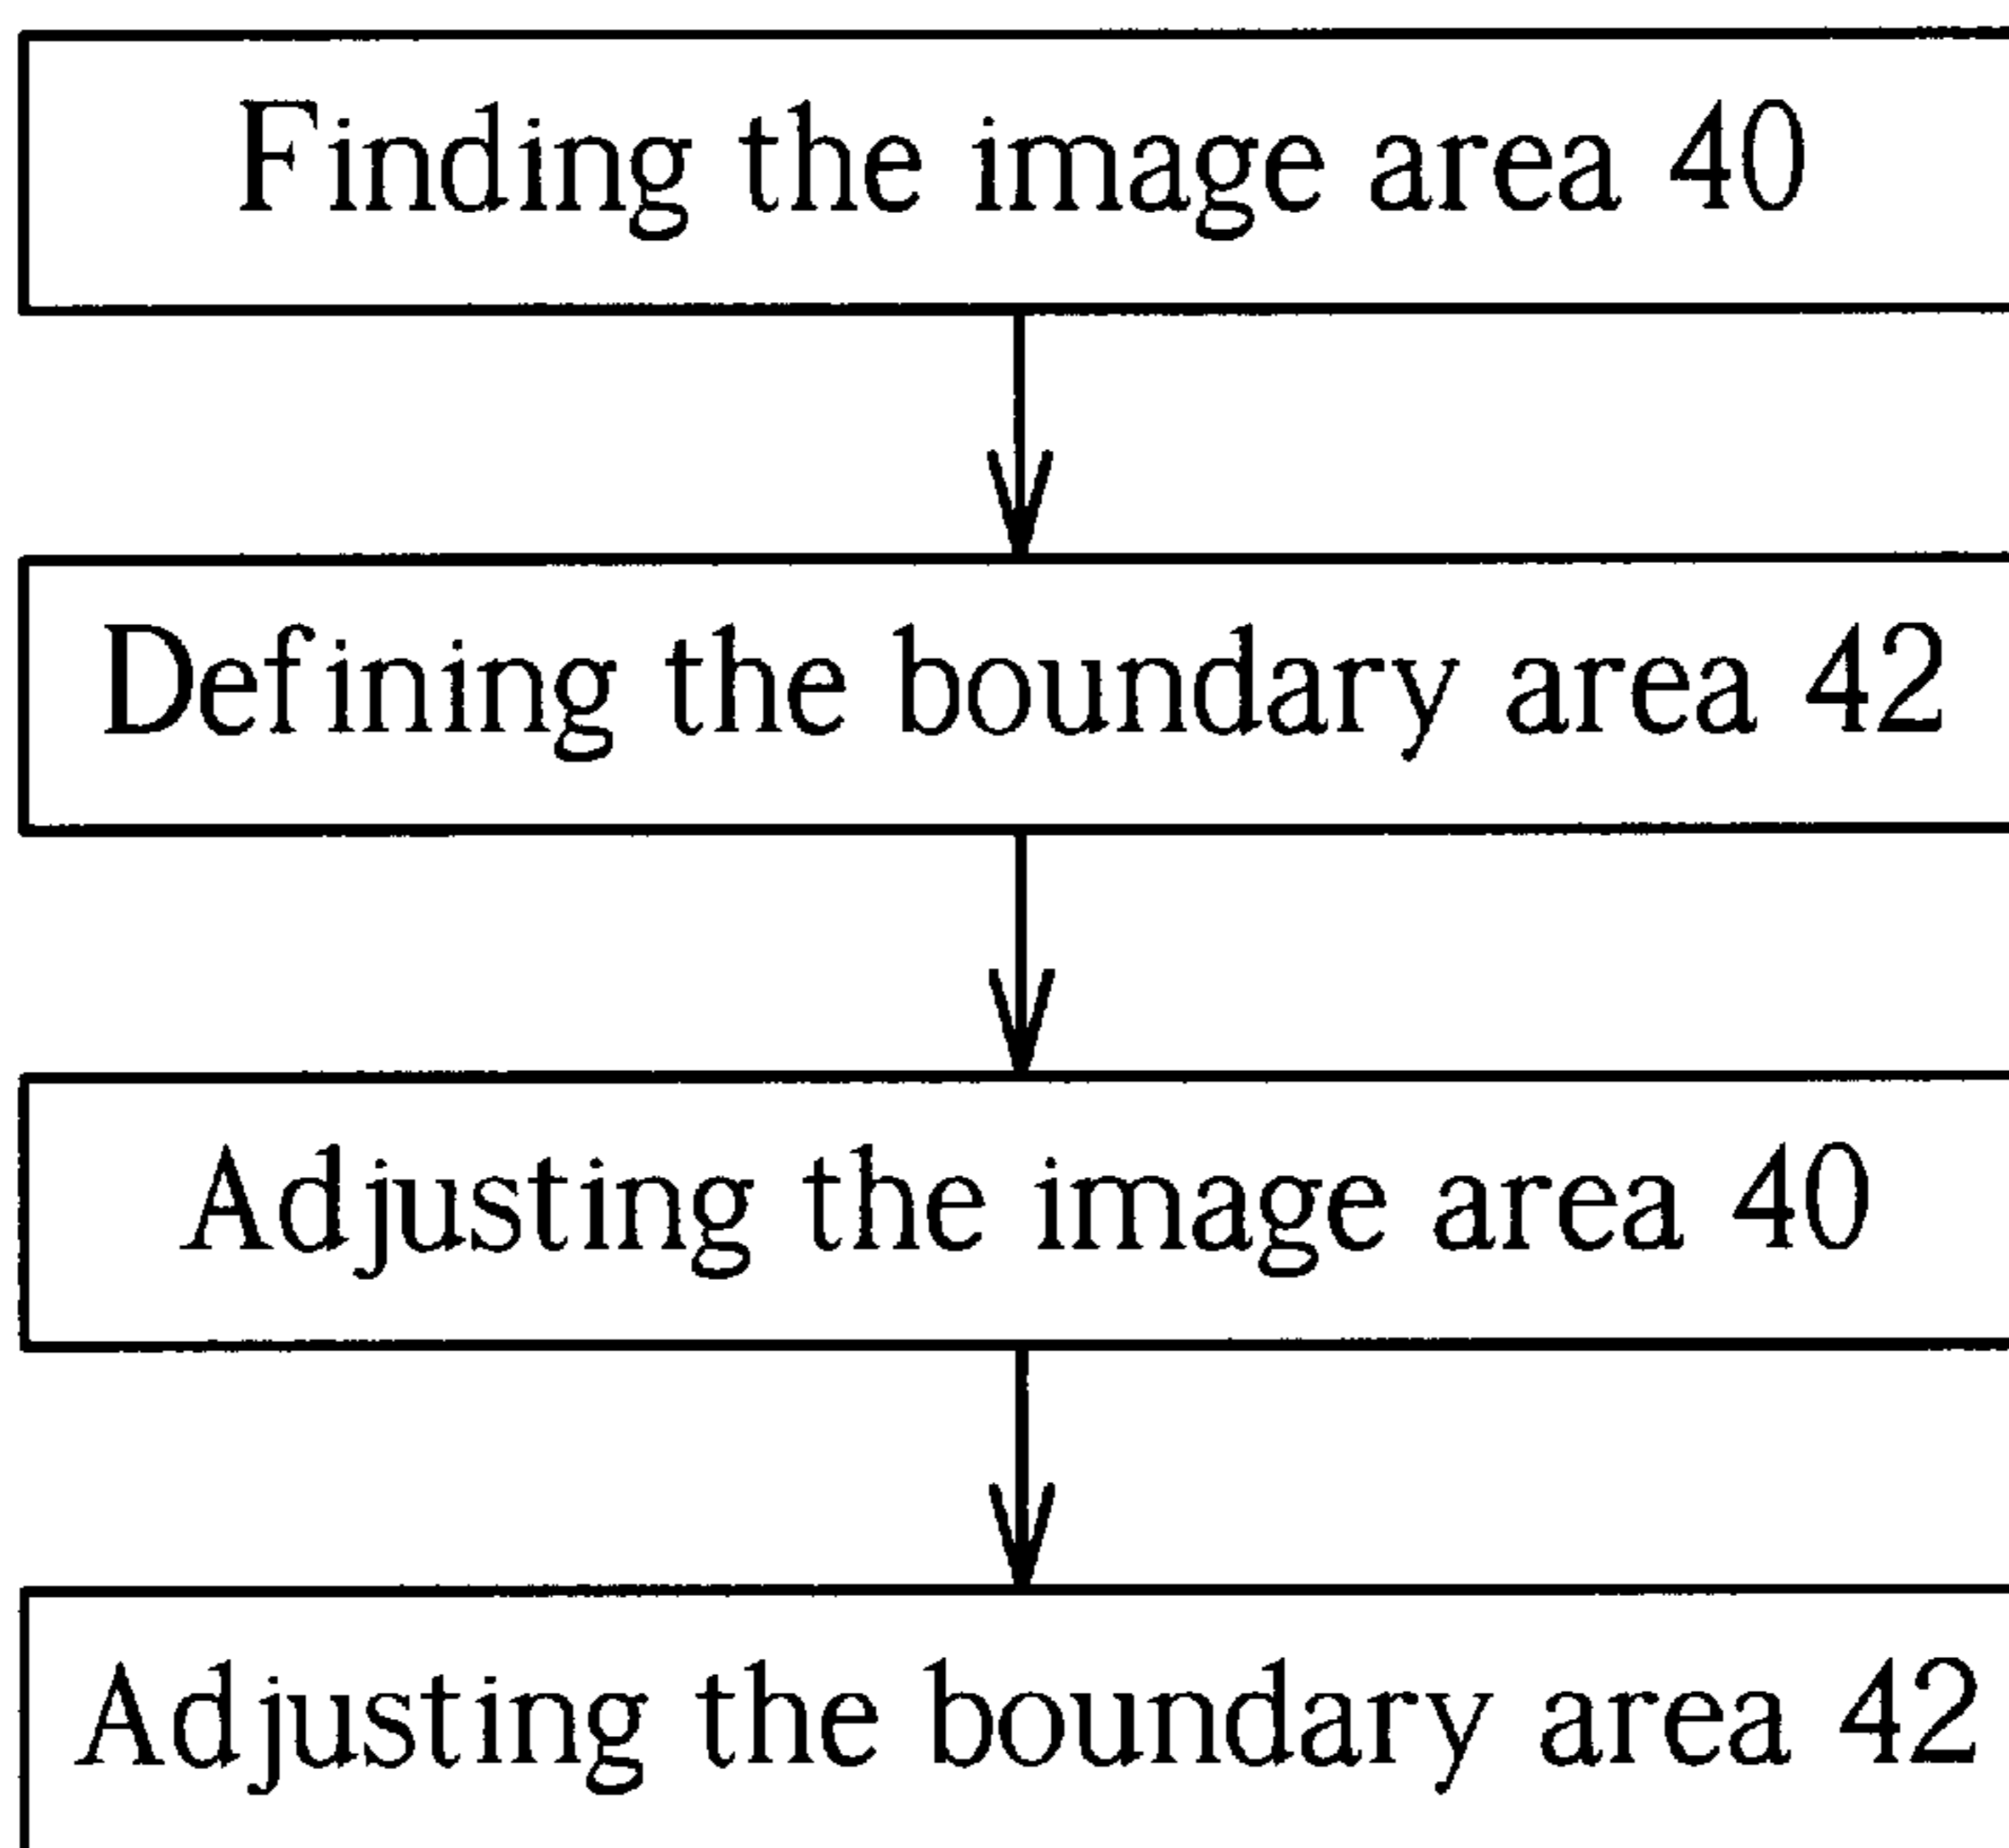 Finding the image area 40
Defining the boundary area 42
Adjusting the image area 40
Adjusting the boundary area 42